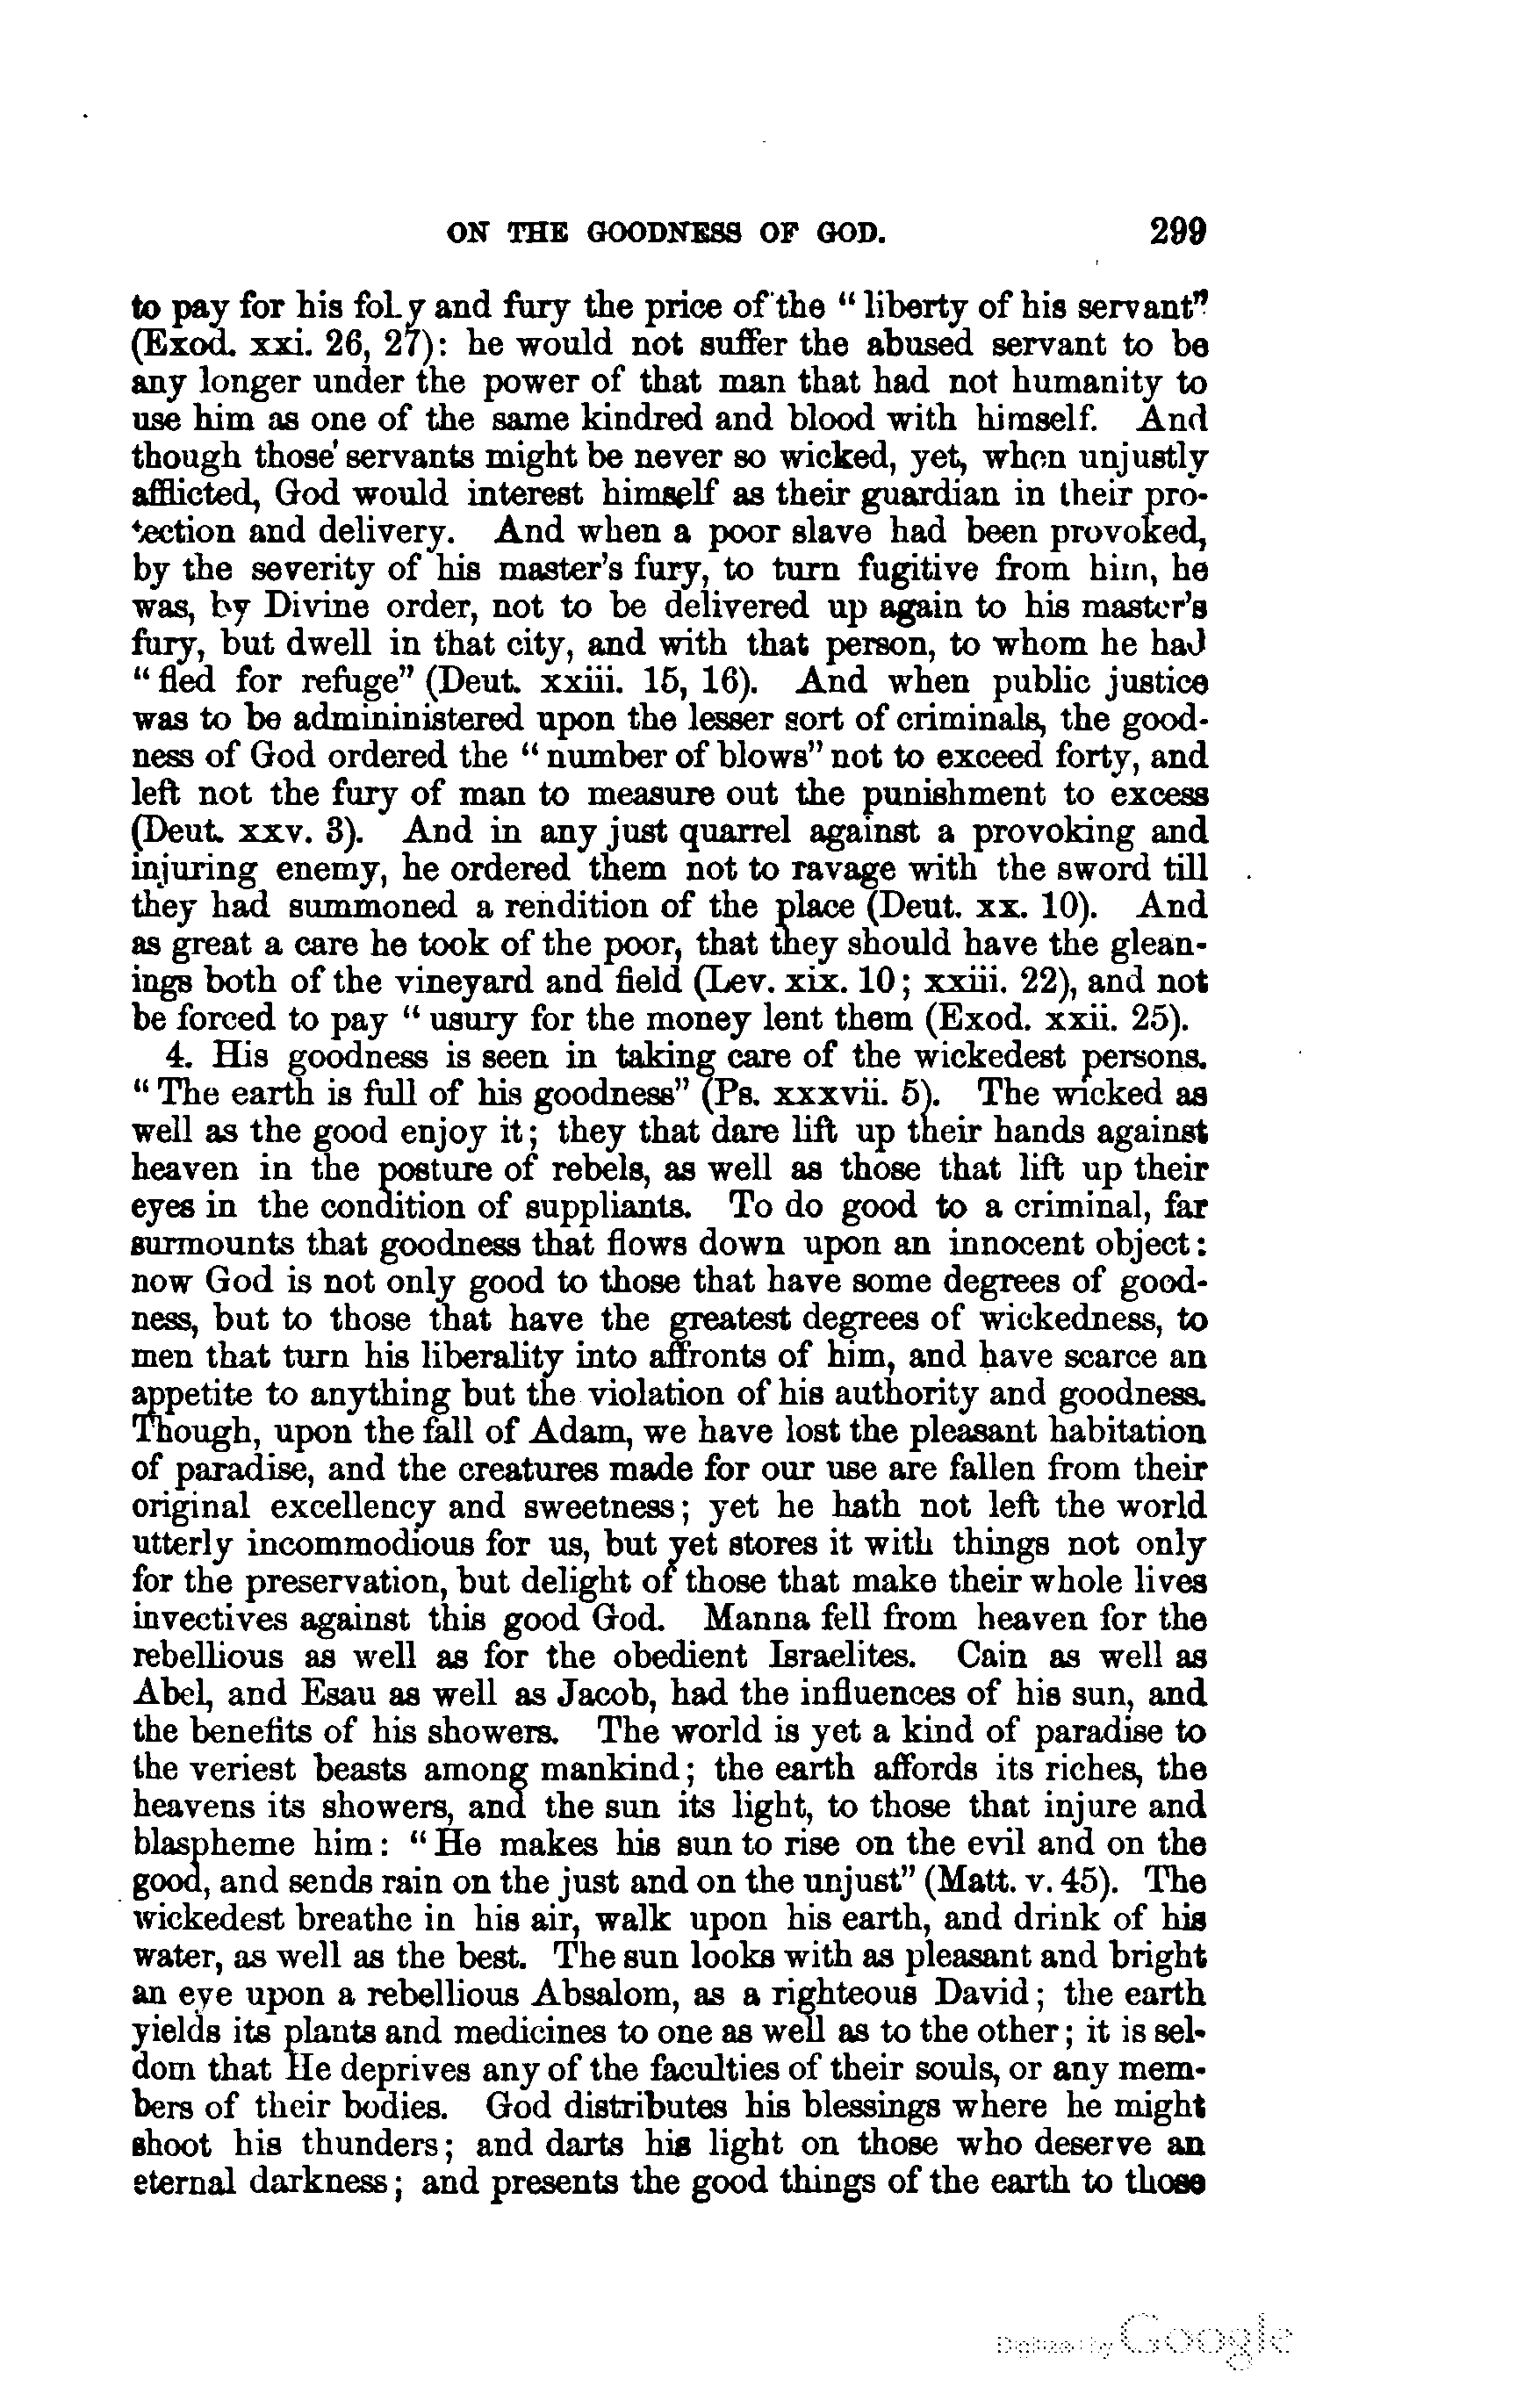 ON THE GOODNESS OF GOD. 299
to pay for his folly and fury the price of the “liberty of his servant”
(Exod. xxi. 26, 27): he would not suffer the abused servant to be
any longer under the power of that man that had not humanity to
use him as one of the same kindred and blood with himself. And
though those servants might be never so wicked, yet, when unjustly
afflicted, God would interest himself as their guardian in their pro-
tection and delivery. And when a poor slave had been provoked,
by the severity of his master’s fury, to turn fugitive from him, he
was, by Divine order, not to be delivered up again to his master’s
fury, but dwell in that city, and with that person, to whom he had
“fled for refuge” (Deut. xxiii. 15, 16). And when public justice
was to be admininistered upon the lesser sort of criminals, the good-
ness of God ordered the “number of blows” not to exceed forty, and
left not the fury of man to measure out the punishment to excess
(Deut. xxv. 3). And in any just quarrel against a provoking and
injuring enemy, he ordered them not to ravage with the sword till
they had summoned a rendition of the place (Deut. xx. 10). And
as great a care he took of the poor, that they should have the glean-
ings both of the vineyard and field (Lev. xix. 10; xxiii. 22), and not
be forced to pay “usury for the money lent them (Exod. xxii. 25).
4. His goodness is seen in taking care of the wickedest persons.
“The earth is full of his goodness” (Ps. xxxvii. 5). The wicked as
well as the good enjoy it; they that dare lift up their hands against
heaven in the posture of rebels, as well as those that lift up their
eyes in the condition of suppliants. To do good to a criminal, far
surmounts that goodness that flows down upon an innocent object:
now God is not only good to those that have some degrees of good-
ness, but to those that have the greatest degrees of wickedness, to
men that turn his liberality into affronts of him, and have scarce an
appetite to anything but the violation of his authority and goodness.
Though, upon the fall of Adam, we have lost the pleasant habitation
of paradise, and the creatures made for our use are fallen from their
original excellency and sweetness; yet he hath not left the world
utterly incommodious for us, but yet stores it with things not only
for the preservation, but delight of those that make their whole lives
invectives against this good God. Manna fell from heaven for the
rebellious as well as for the obedient Israelites. Cain as well as
Abel, and Esau as well as Jacob, had the influences of his sun, and
the benefits of his showers. The world is yet a kind of paradise to
the veriest beasts among mankind; the earth affords its riches, the
heavens its showers, and the sun its light, to those that injure and
blaspheme him: “He makes his sun to rise on the evil and on the
good, and sends rain on the just and on the unjust” (Matt. v. 45). The
wickedest breathe in his air, walk upon his earth, and drink of his
water, as well as the best. The sun looks with as pleasant and bright
an eye upon a rebellious Absalom, as a righteous David; the earth
yields its plants and medicines to one as well as to the other; it is sel-
dom that He deprives any of the faculties of their souls, or any mem-
bers of their bodies. God distributes his blessings where he might
shoot his thunders; and darts his light on those who deserve an
eternal darkness; and presents the good things of the earth to those
Digitized by Google